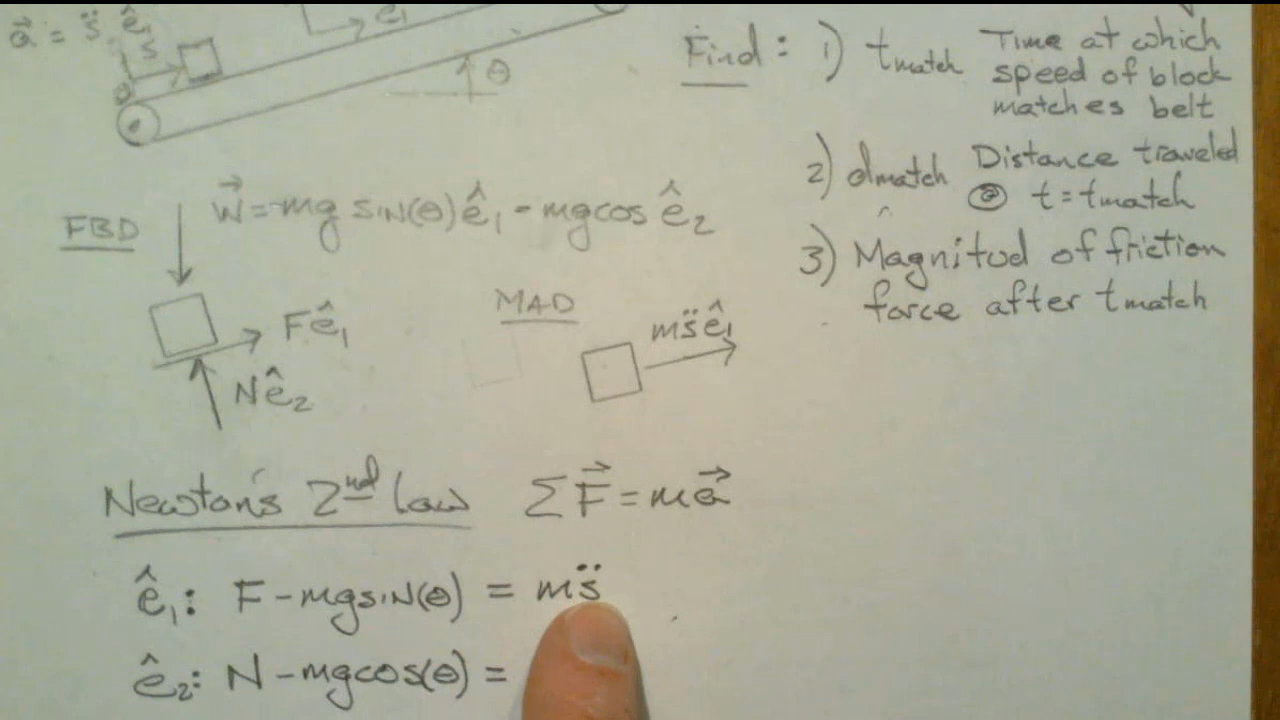 a⃗ = s̈
ê₁
θ
Find: 1) tmatch Time at which
speed of block
matches belt
2) dmatch Distance traveled
@ t=tmatch
3) Magnitud of friction
force after tmatch
FBD
W⃗ = -mg sin(θ)ê₁ - mgcos ê₂
Fê₁
Nê₂
MAD
ms̈ê₁
Newton's 2nd law ΣF⃗ = ma⃗
ê₁: F-mgsin(θ) = ms̈
ê₂: N-mgcos(θ) =